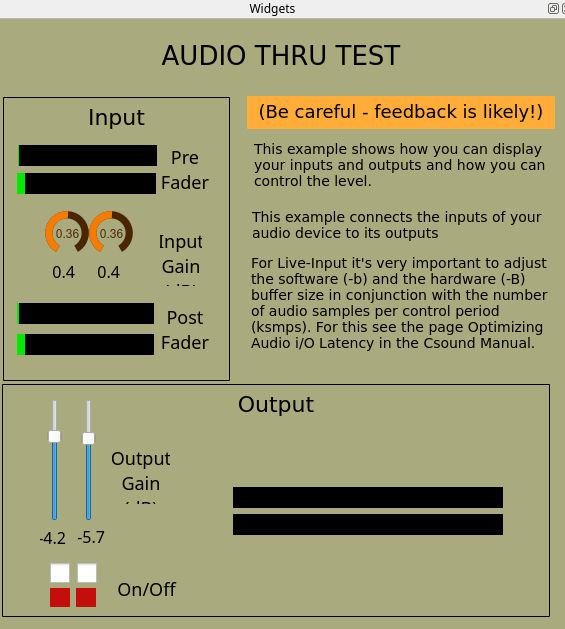 Widgets
AUDIO THRU TEST
Input
Pre
Fader
0.36 0.36
0.4 0.4
Input
Gain
Post
Fader
(Be careful - feedback is likely!)
This example shows how you can display
your inputs and outputs and how you can
control the level.
This example connects the inputs of your
audio device to its outputs
For Live-Input it's very important to adjust
the software (-b) and the hardware (-B)
buffer size in conjunction with the number
of audio samples per control period
(ksmps). For this see the page Optimizing
Audio i/O Latency in the Csound Manual.
Output
Output
Gain
-4.2 -5.7
On/Off